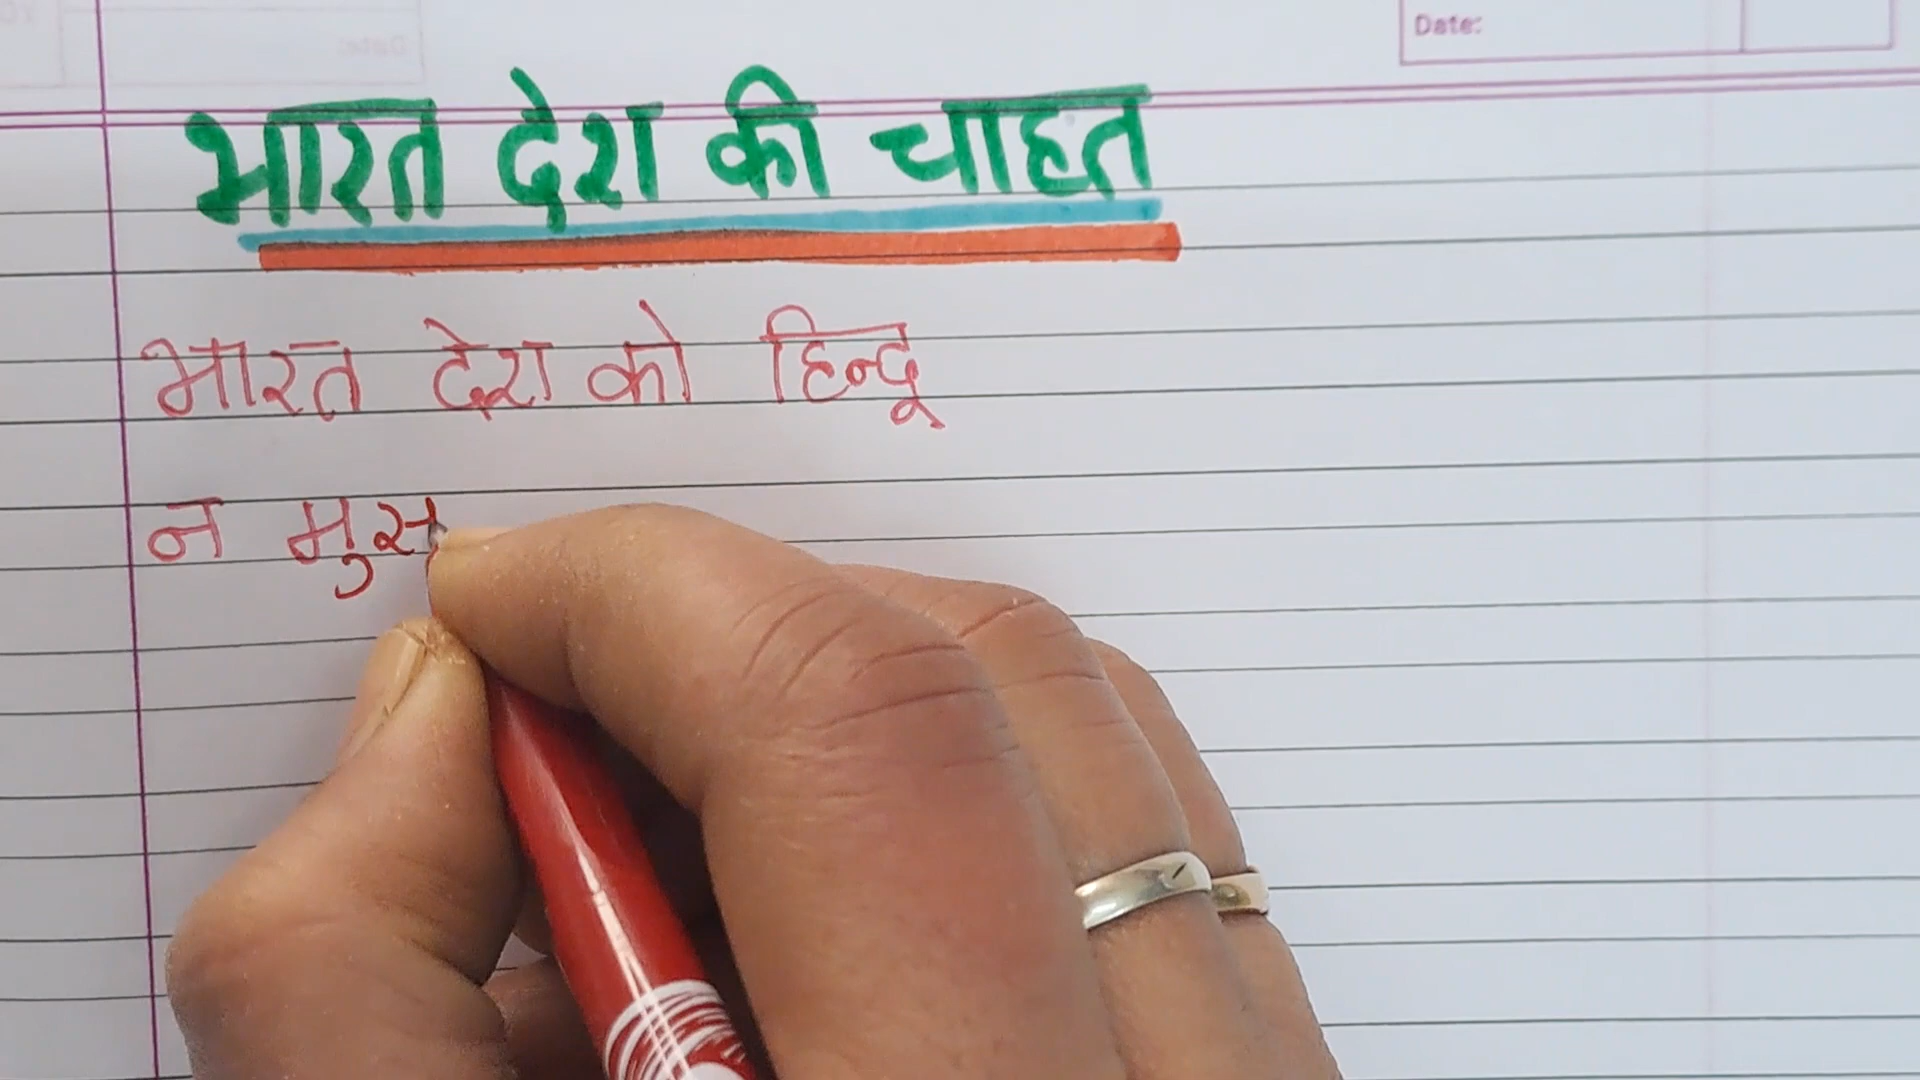 Date:
भारत देश की चाहत
भारत देश को हिन्दू
न मुस